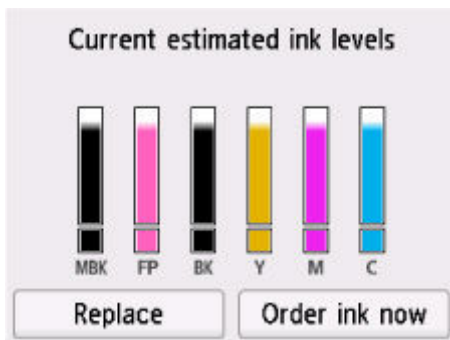 Current estimated ink levels
MBK FP BK Y M C
Replace Order ink now